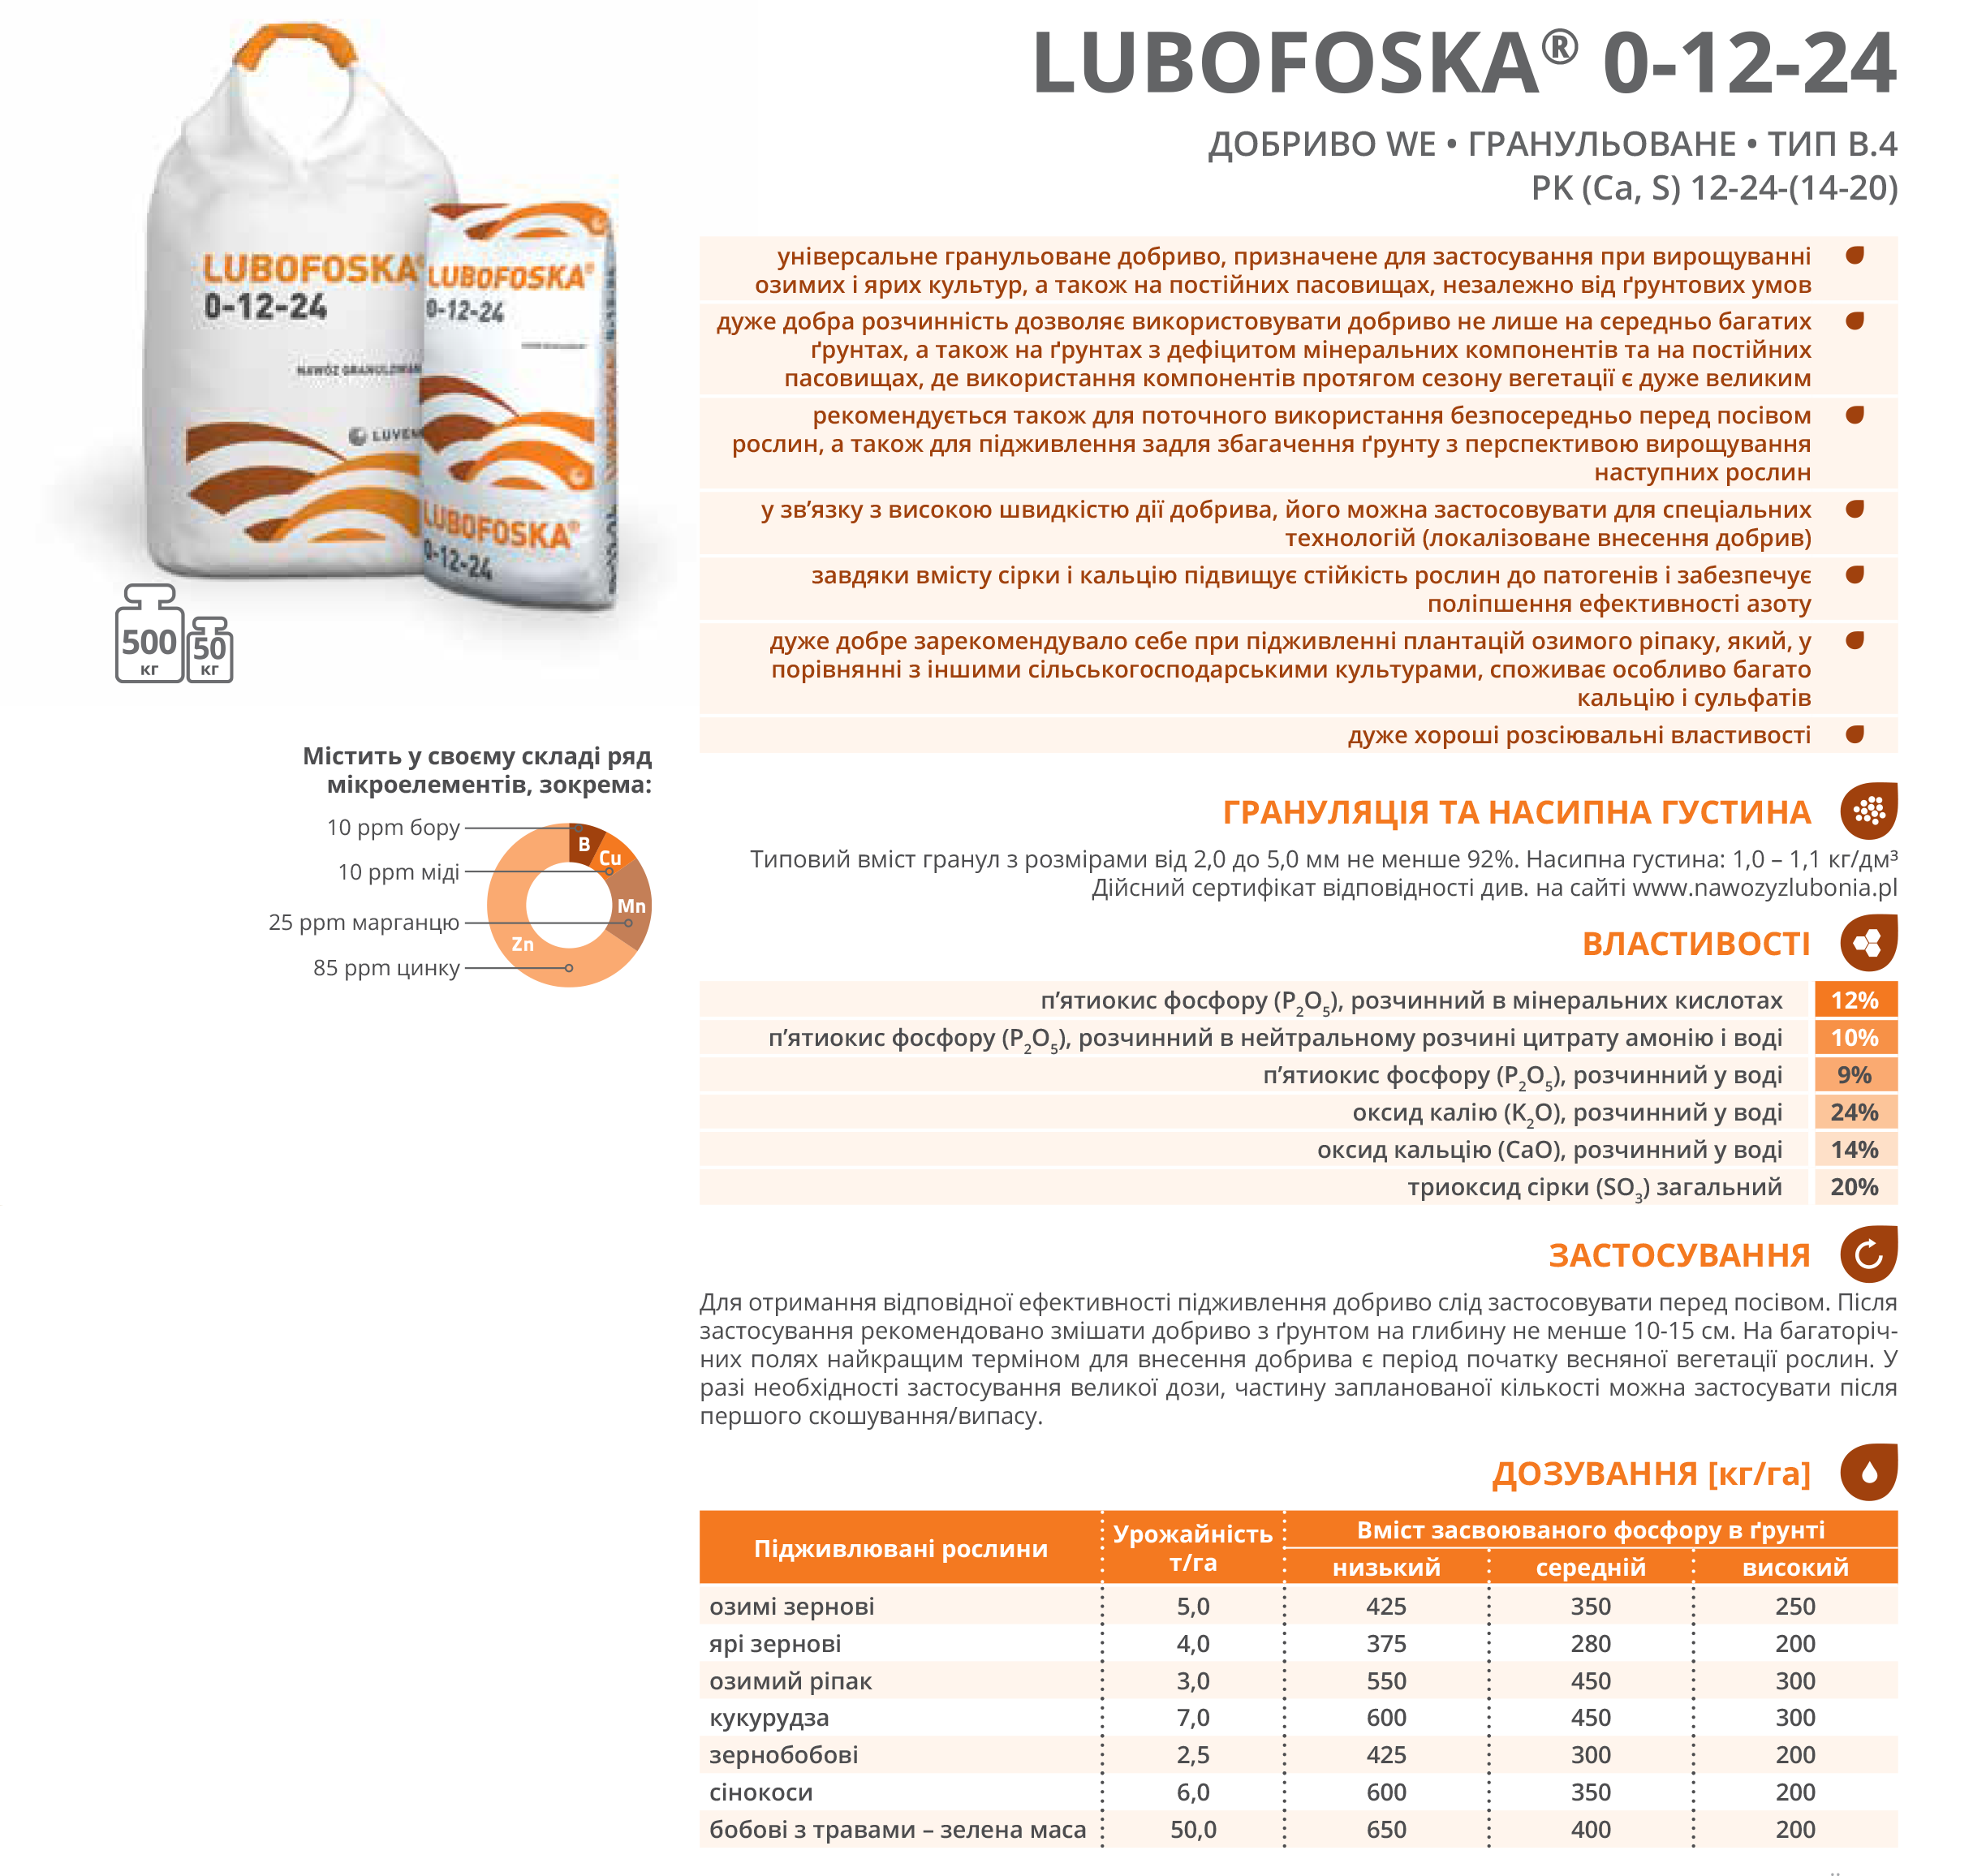 LUBOFOSKA® 0-12-24
ДОБРИВО WE • ГРАНУЛЬОВАНЕ • ТИП В.4
PK (Ca, S) 12-24-(14-20)
LUBOFOSKA®
0-12-24
NAWÓZ GRANULOWAN
LUVEN
LUBOFOSKA®
0-12-24
LUBOFOSKA®
0-12-24
500 кг
50 кг
універсальне гранульоване добриво, призначене для застосування при вирощуванні
озимих і ярих культур, а також на постійних пасовищах, незалежно від ґрунтових умов
дуже добра розчинність дозволяє використовувати добриво не лише на середньо багатих
ґрунтах, а також на ґрунтах з дефіцитом мінеральних компонентів та на постійних
пасовищах, де використання компонентів протягом сезону вегетації є дуже великим
рекомендується також для поточного використання безпосередньо перед посівом
рослин, а також для підживлення задля збагачення ґрунту з перспективою вирощування
наступних рослин
у зв’язку з високою швидкістю дії добрива, його можна застосовувати для спеціальних
технологій (локалізоване внесення добрив)
завдяки вмісту сірки і кальцію підвищує стійкість рослин до патогенів і забезпечує
поліпшення ефективності азоту
дуже добре зарекомендувало себе при підживленні плантацій озимого ріпаку, який, у
порівнянні з іншими сільськогосподарськими культурами, споживає особливо багато
кальцію і сульфатів
дуже хороші розсіювальні властивості
Містить у своєму складі ряд
мікроелементів, зокрема:
10 ppm бору
10 ppm міді
25 ppm марганцю
85 ppm цинку
B
Cu
Mn
Zn
ГРАНУЛЯЦІЯ ТА НАСИПНА ГУСТИНА
Типовий вміст гранул з розмірами від 2,0 до 5,0 мм не менше 92%. Насипна густина: 1,0 – 1,1 кг/дм³
Дійсний сертифікат відповідності див. на сайті www.nawozyzlubonia.pl
ВЛАСТИВОСТІ
п’ятиокис фосфору (P₂O₅), розчинний в мінеральних кислотах 12%
п’ятиокис фосфору (P₂O₅), розчинний в нейтральному розчині цитрату амонію і воді 10%
п’ятиокис фосфору (P₂O₅), розчинний у воді 9%
оксид калію (K₂O), розчинний у воді 24%
оксид кальцію (CaO), розчинний у воді 14%
триоксид сірки (SO₃) загальний 20%
ЗАСТОСУВАННЯ
Для отримання відповідної ефективності підживлення добриво слід застосовувати перед посівом. Після
застосування рекомендовано змішати добриво з ґрунтом на глибину не менше 10-15 см. На багаторіч-
них полях найкращим терміном для внесення добрива є період початку весняної вегетації рослин. У
разі необхідності застосування великої дози, частину запланованої кількості можна застосувати після
першого скошування/випасу.
ДОЗУВАННЯ [кг/га]
Підживлювані рослини Урожайність т/га Вміст засвоюваного фосфору в ґрунті
низький середній високий
озимі зернові 5,0 425 350 250
ярі зернові 4,0 375 280 200
озимий ріпак 3,0 550 450 300
кукурудза 7,0 600 450 300
зернобобові 2,5 425 300 200
сінокоси 6,0 600 350 200
бобові з травами – зелена маса 50,0 650 400 200